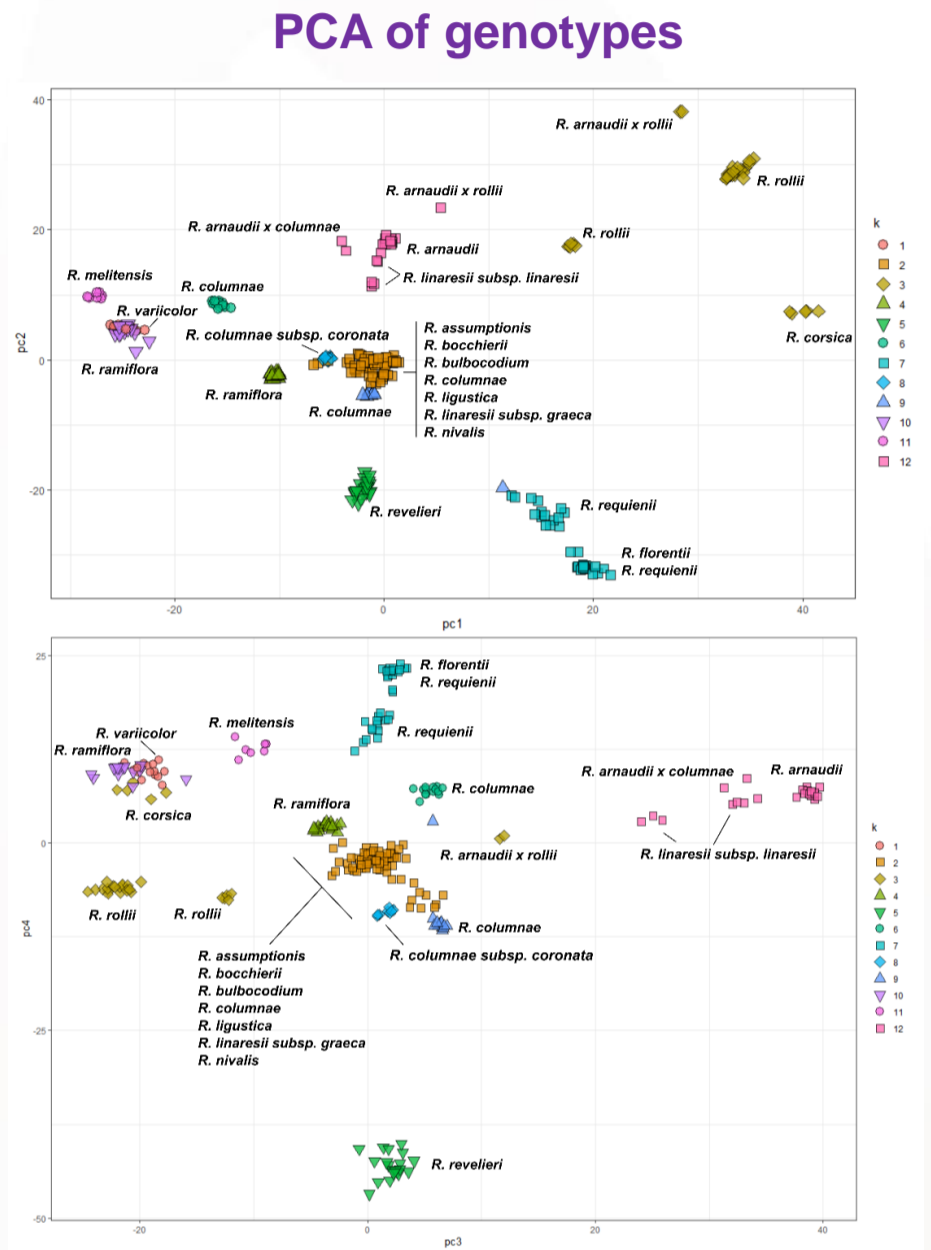 PCA of genotypes
40
R. arnaudii x rollii
R. rollii
R. arnaudii x rollii
R. arnaudii x columnae
R. rollii
20
R. arnaudii
R. linaresii subsp. linaresii
R. melitensis
R. columnae
R. variicolor
R. columnae subsp. coronata
R. corsica
R. assumptionis
R. bocchierii
R. bulbocodium
R. columnae
R. ligustica
R. linaresii subsp. graeca
R. nivalis
0
R. ramiflora
R. ramiflora
R. columnae
-20
R. revelieri
R. requienii
R. florentii
R. requienii
-20
0
20
40
pc1
pc2
k
1
2
3
4
5
6
7
8
9
10
11
12
25
R. florentii
R. requienii
R. melitensis
R. variicolor
R. ramiflora
R. requienii
R. corsica
R. columnae
R. arnaudii x columnae
R. arnaudii
R. ramiflora
0
R. arnaudii x rollii
R. linaresii subsp. linaresii
R. rollii
R. rollii
R. columnae
R. columnae subsp. coronata
R. assumptionis
R. bocchierii
R. bulbocodium
R. columnae
R. ligustica
R. linaresii subsp. graeca
R. nivalis
-25
R. revelieri
-50
-20
0
20
40
pc3
pc4
k
1
2
3
4
5
6
7
8
9
10
11
12